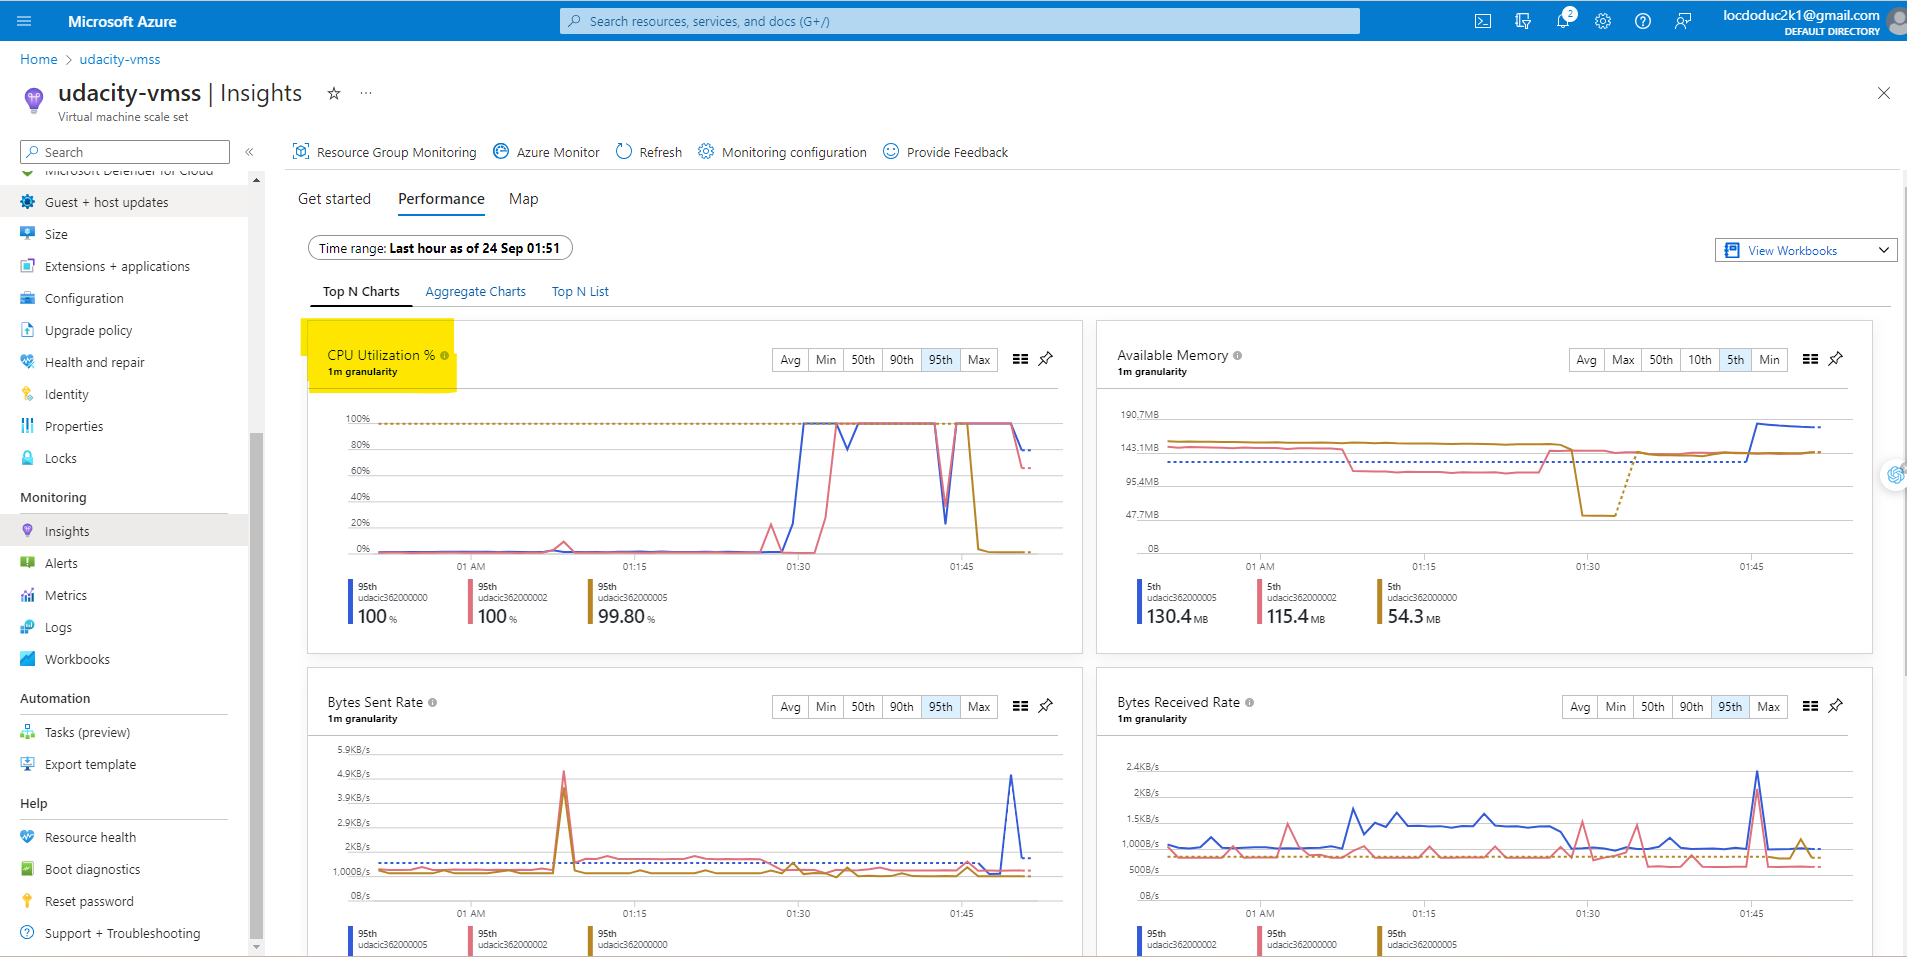 Microsoft Azure
Search resources, services, and docs (G+/)
2
locdoduc2k1@gmail.com
DEFAULT DIRECTORY
Home > udacity-vmss
udacity-vmss | Insights
Virtual machine scale set
Search
Microsoft Defender for Cloud
Guest + host updates
Size
Extensions + applications
Configuration
Upgrade policy
Health and repair
Identity
Properties
Locks
Monitoring
Insights
Alerts
Metrics
Logs
Workbooks
Automation
Tasks (preview)
Export template
Help
Resource health
Boot diagnostics
Reset password
Support + Troubleshooting
Resource Group Monitoring
Azure Monitor
Refresh
Monitoring configuration
Provide Feedback
Get started
Performance
Map
Time range: Last hour as of 24 Sep 01:51
View Workbooks
Top N Charts
Aggregate Charts
Top N List
CPU Utilization %
1m granularity
Avg Min 50th 90th 95th Max
100%
80%
60%
40%
20%
0%
01 AM 01:15 01:30 01:45
95th
udacic362000000
100 %
95th
udacic362000002
100 %
95th
udacic362000005
99.80 %
Available Memory
1m granularity
Avg Max 50th 10th 5th Min
190.7MB
143.1MB
95.4MB
47.7MB
0B
01 AM 01:15 01:30 01:45
5th
udacic362000005
130.4 MB
5th
udacic362000002
115.4 MB
5th
udacic362000000
54.3 MB
Bytes Sent Rate
1m granularity
Avg Min 50th 90th 95th Max
5.9KB/s
4.9KB/s
3.9KB/s
2.9KB/s
2KB/s
1,000B/s
0B/s
01 AM 01:15 01:30 01:45
95th
udacic362000005
95th
udacic362000002
95th
udacic362000000
Bytes Received Rate
1m granularity
Avg Min 50th 90th 95th Max
2.4KB/s
2KB/s
1.5KB/s
1,000B/s
500B/s
0B/s
01 AM 01:15 01:30 01:45
95th
udacic362000002
95th
udacic362000000
95th
udacic362000005